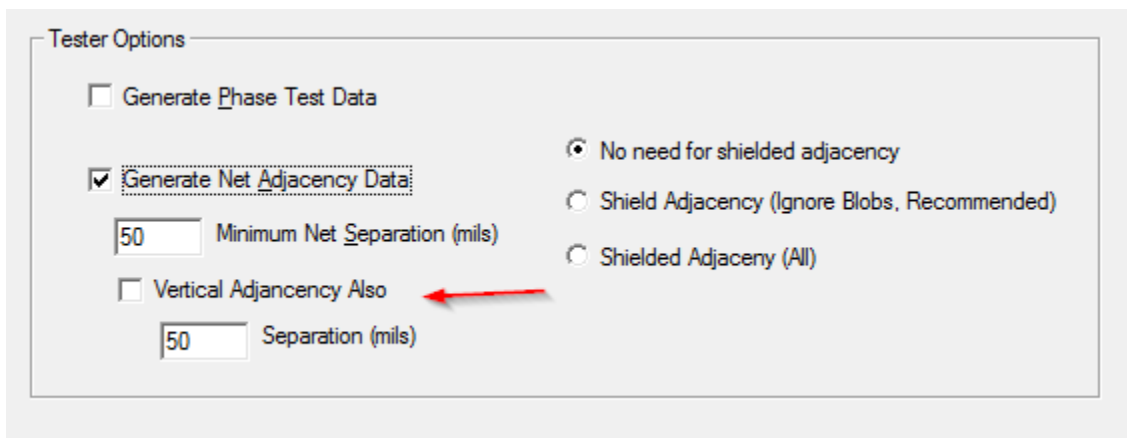 Tester Options
Generate Phase Test Data
No need for shielded adjacency
Generate Net Adjacency Data
Shield Adjacency (Ignore Blobs, Recommended)
50 Minimum Net Separation (mils)
Shielded Adjaceny (All)
Vertical Adjancency Also
50 Separation (mils)